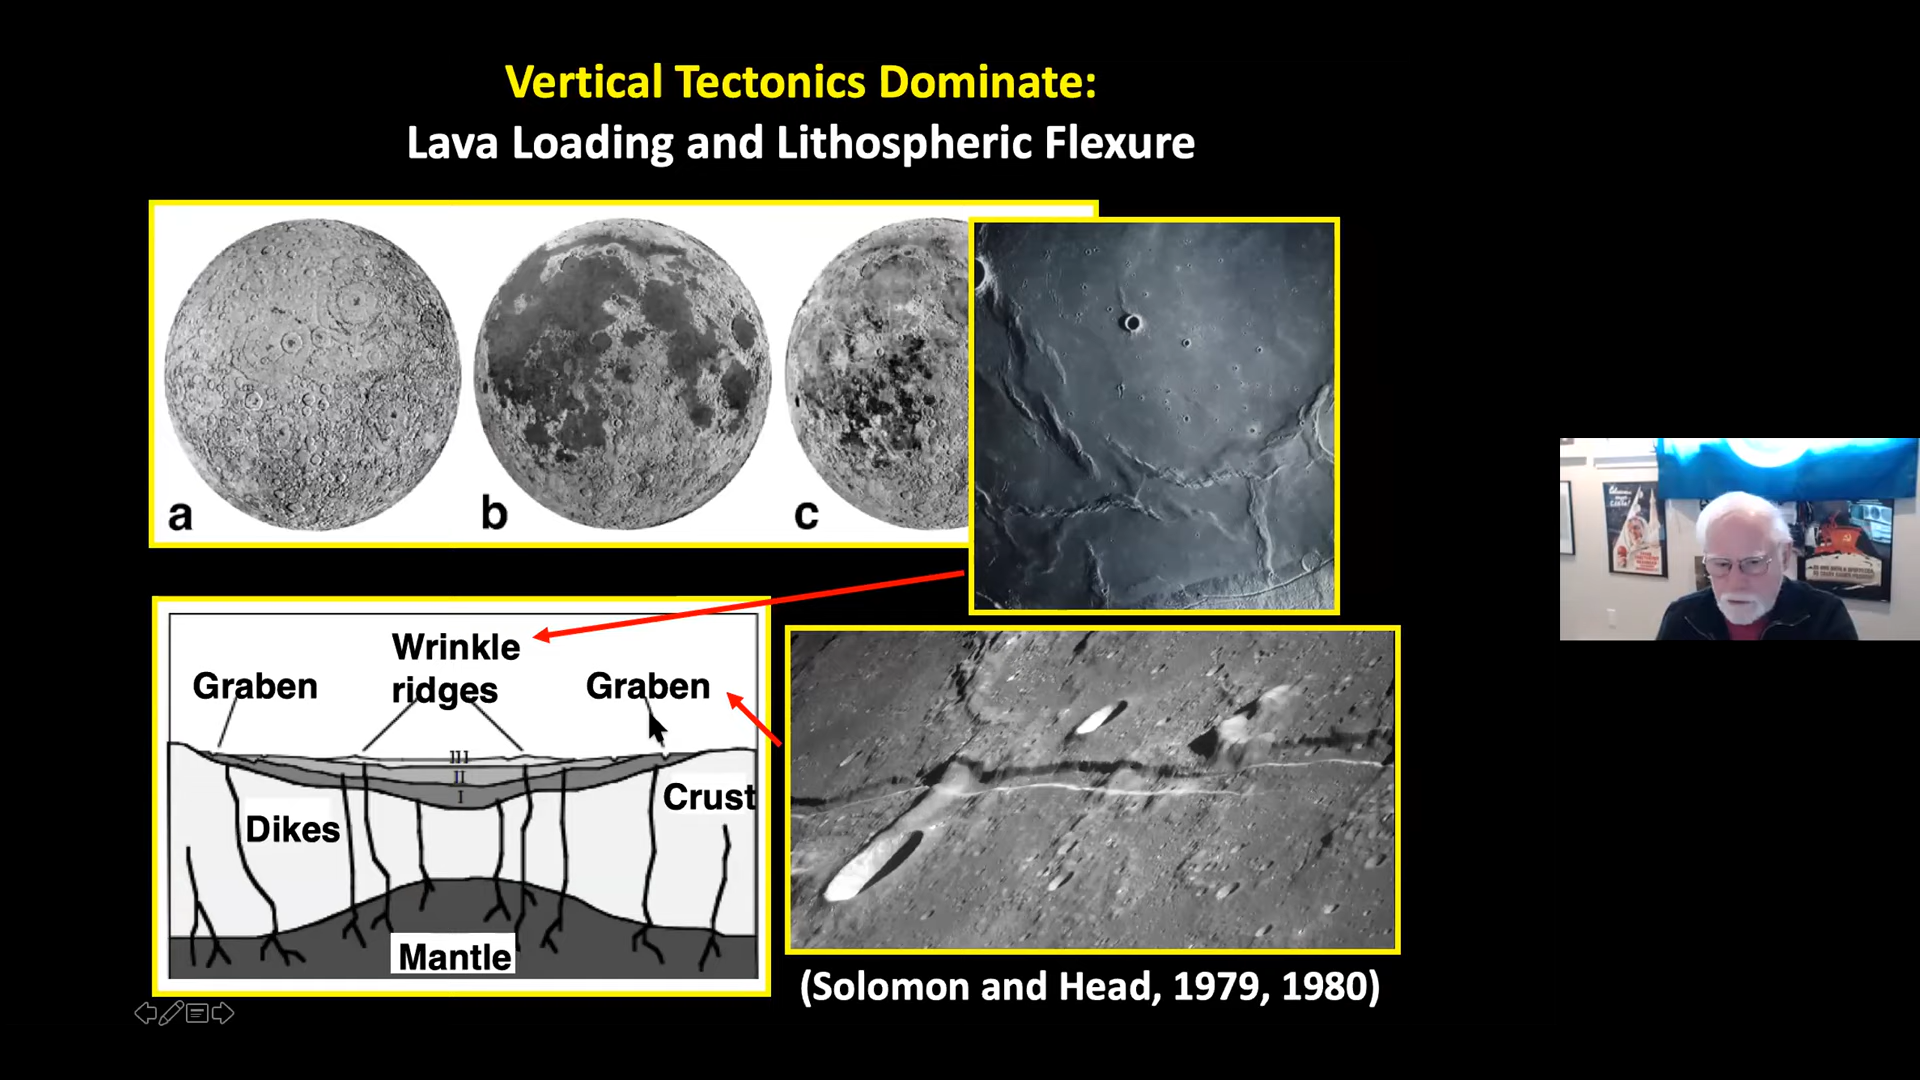 Vertical Tectonics Dominate:
Lava Loading and Lithospheric Flexure
a
b
c
Wrinkle
ridges
Graben
Graben
III
II
I
Crust
Dikes
Mantle
(Solomon and Head, 1979, 1980)